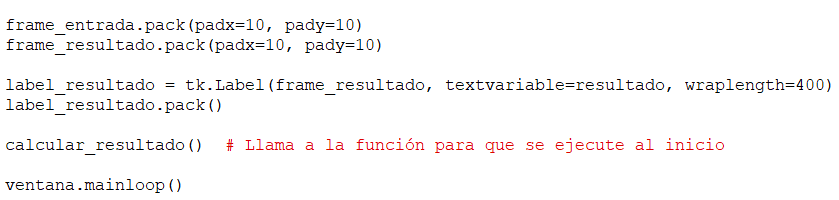 frame_entrada.pack(padx=10, pady=10)
frame_resultado.pack(padx=10, pady=10)
label_resultado = tk.Label(frame_resultado, textvariable=resultado, wraplength=400)
label_resultado.pack()
calcular_resultado()  # Llama a la función para que se ejecute al inicio
ventana.mainloop()